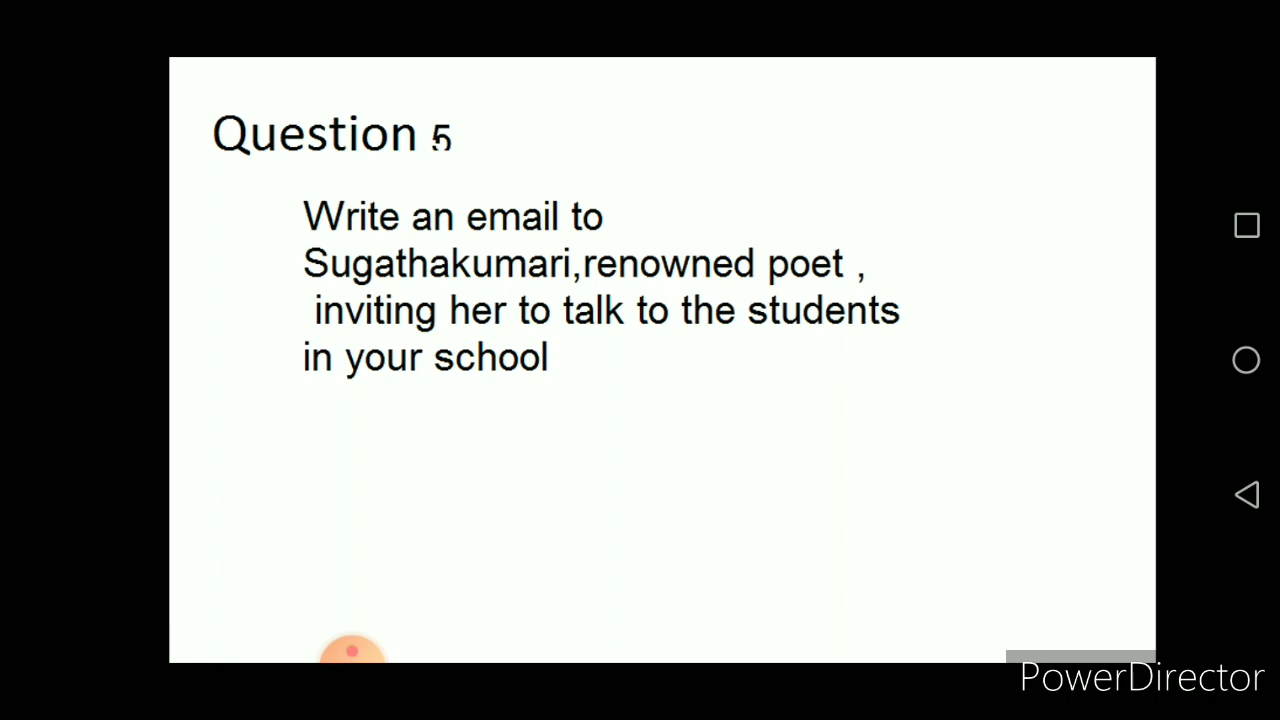 Question 5
Write an email to
Sugathakumari,renowned poet ,
inviting her to talk to the students
in your school
PowerDirector